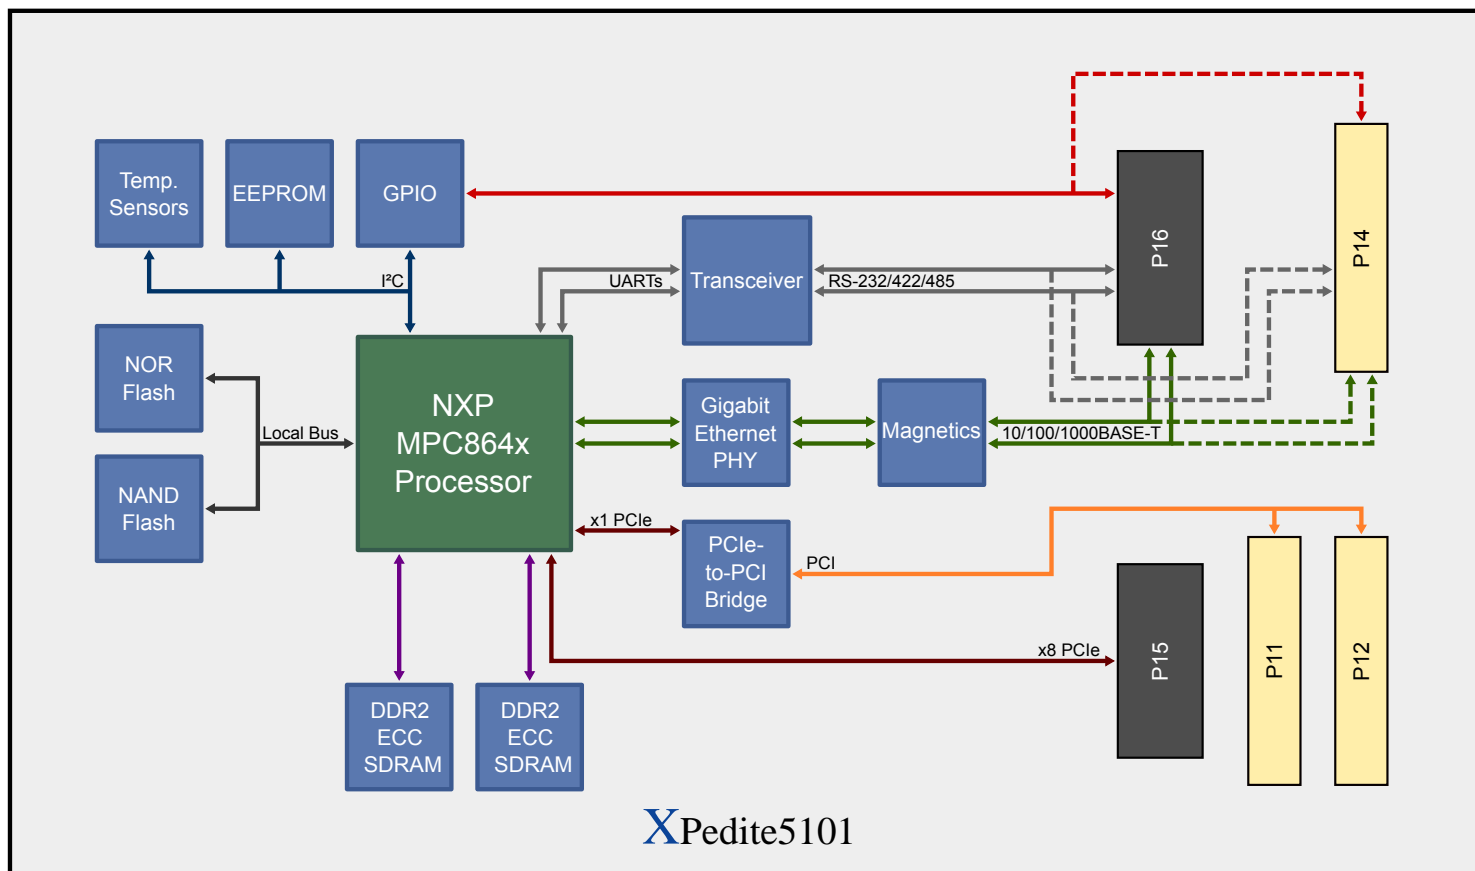 Temp.
Sensors
EEPROM
GPIO
P16
P14
I²C
UARTs
Transceiver
RS-232/422/485
NOR
Flash
NXP
MPC864x
Processor
Gigabit
Ethernet
PHY
Magnetics
10/100/1000BASE-T
Local Bus
NAND
Flash
x1 PCIe
PCIe-
to-PCI
Bridge
PCI
x8 PCIe
P15
P11
P12
DDR2
ECC
SDRAM
DDR2
ECC
SDRAM
XPedite5101